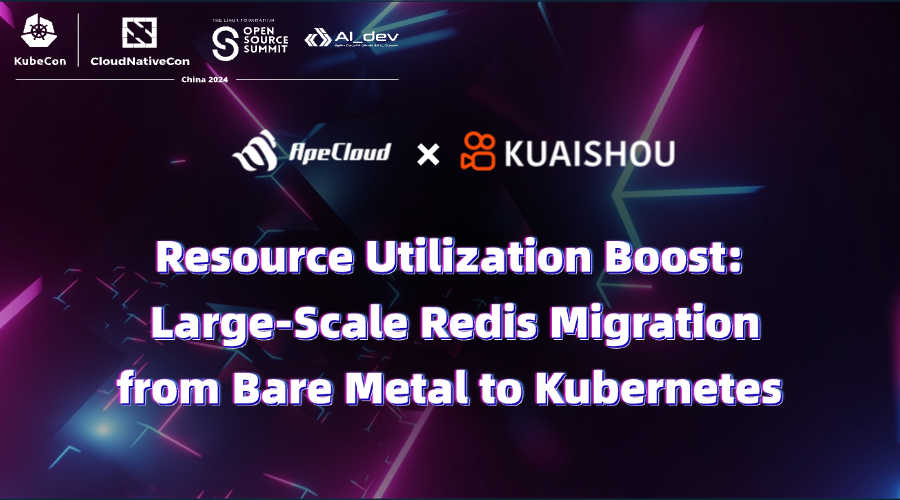 KubeCon
CloudNativeCon
THE LINUX FOUNDATION
OPEN
SOURCE
SUMMIT
AI_dev
China 2024
ApeCloud
KUAISHOU
Resource Utilization Boost:
Large-Scale Redis Migration
from Bare Metal to Kubernetes